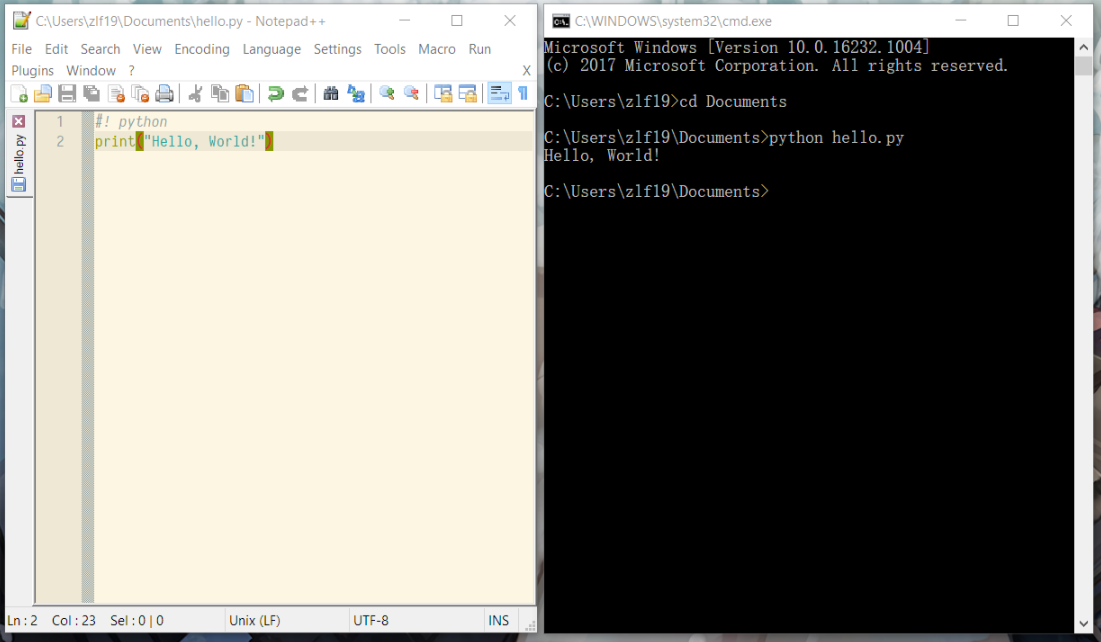 C:\Users\zlf19\Documents\hello.py - Notepad++
File Edit Search View Encoding Language Settings Tools Macro Run
Plugins Window ? X
hello.py
1 #! python
2 print("Hello, World!")
Ln : 2 Col : 23 Sel : 0 | 0 Unix (LF) UTF-8 INS
C:\WINDOWS\system32\cmd.exe
Microsoft Windows [Version 10.0.16232.1004]
(c) 2017 Microsoft Corporation. All rights reserved.
C:\Users\zlf19>cd Documents
C:\Users\zlf19\Documents>python hello.py
Hello, World!
C:\Users\zlf19\Documents>